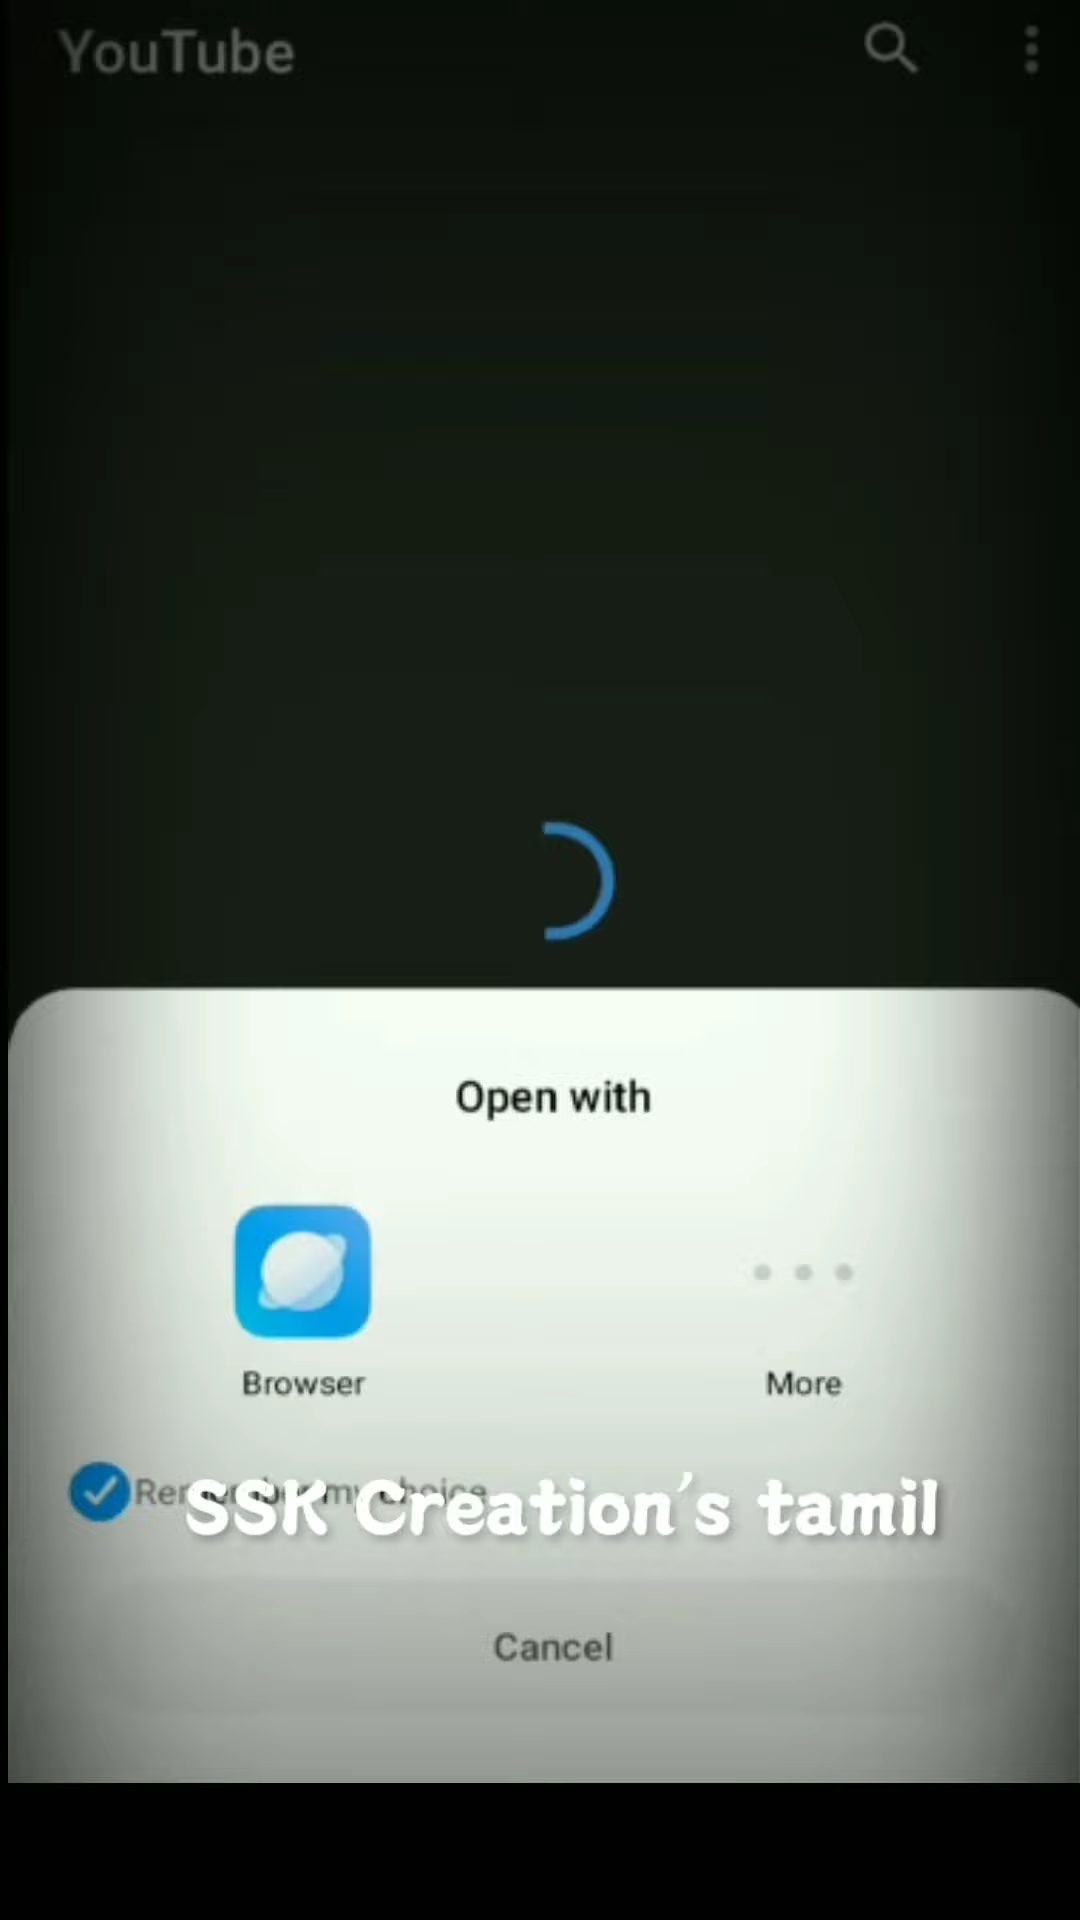 YouTube
Open with
Browser
More
Remember my choice
SSK Creation's tamil
Cancel